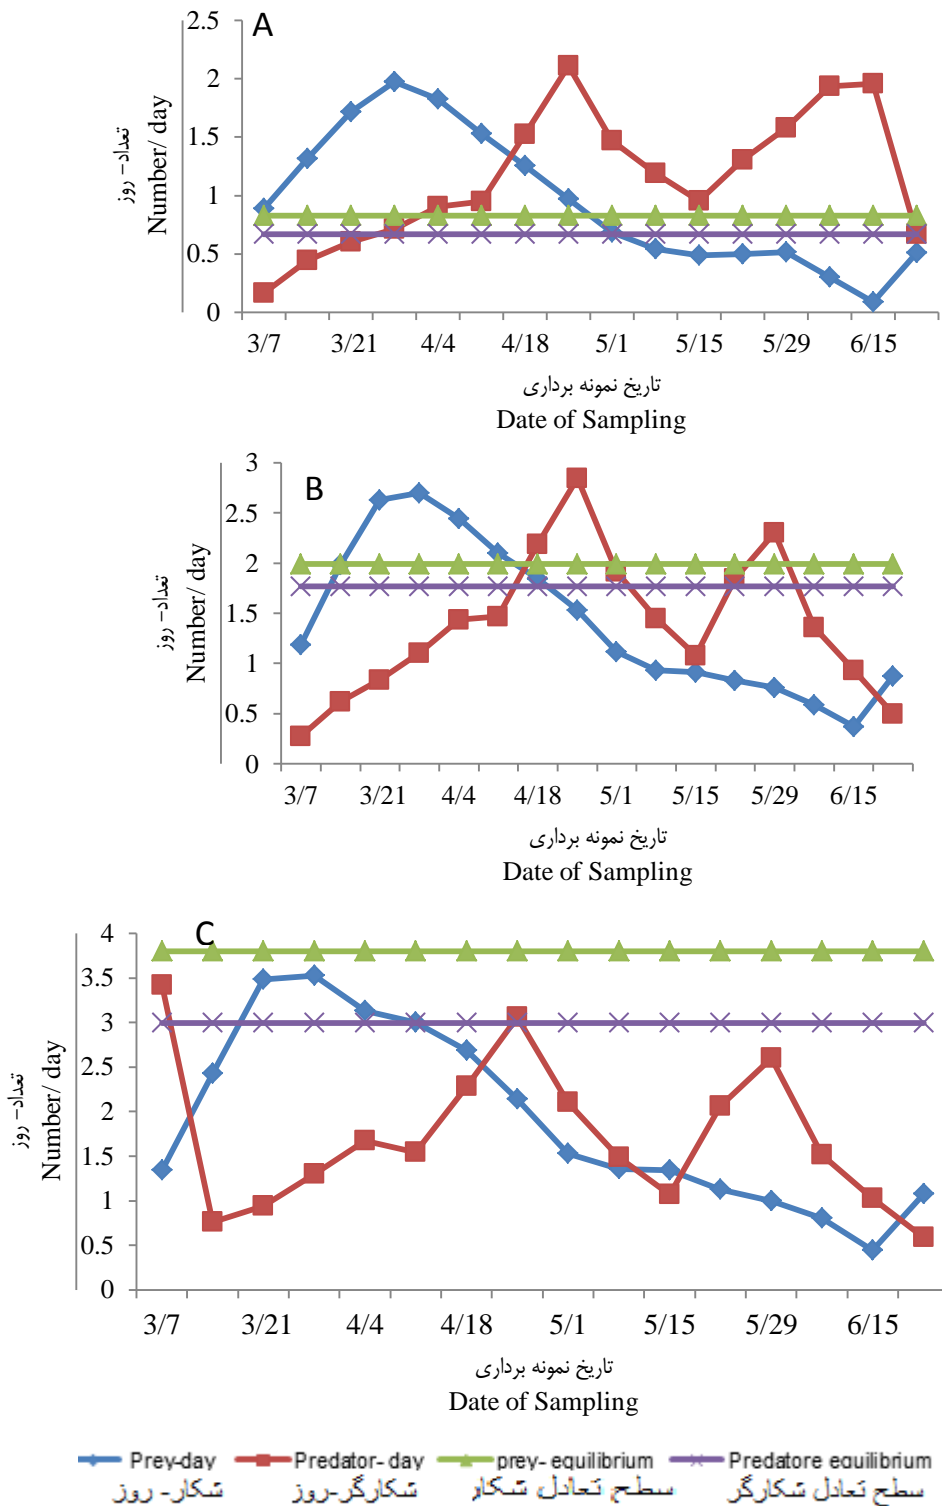 A
2.5
2
1.5
1
0.5
0
تعداد- روز
Number/ day
3/7 3/21 4/4 4/18 5/1 5/15 5/29 6/15
تاریخ نمونه برداری
Date of Sampling
B
3
2.5
2
1.5
1
0.5
0
تعداد- روز
Number/ day
3/7 3/21 4/4 4/18 5/1 5/15 5/29 6/15
تاریخ نمونه برداری
Date of Sampling
C
4
3.5
3
2.5
2
1.5
1
0.5
0
تعداد- روز
Number/ day
3/7 3/21 4/4 4/18 5/1 5/15 5/29 6/15
تاریخ نمونه برداری
Date of Sampling
Prey-day Predator- day prey- equilibrium Predatore equilibrium
شکار- روز شکارگر-روز سطح تعادل شکار سطح تعادل شکارگر